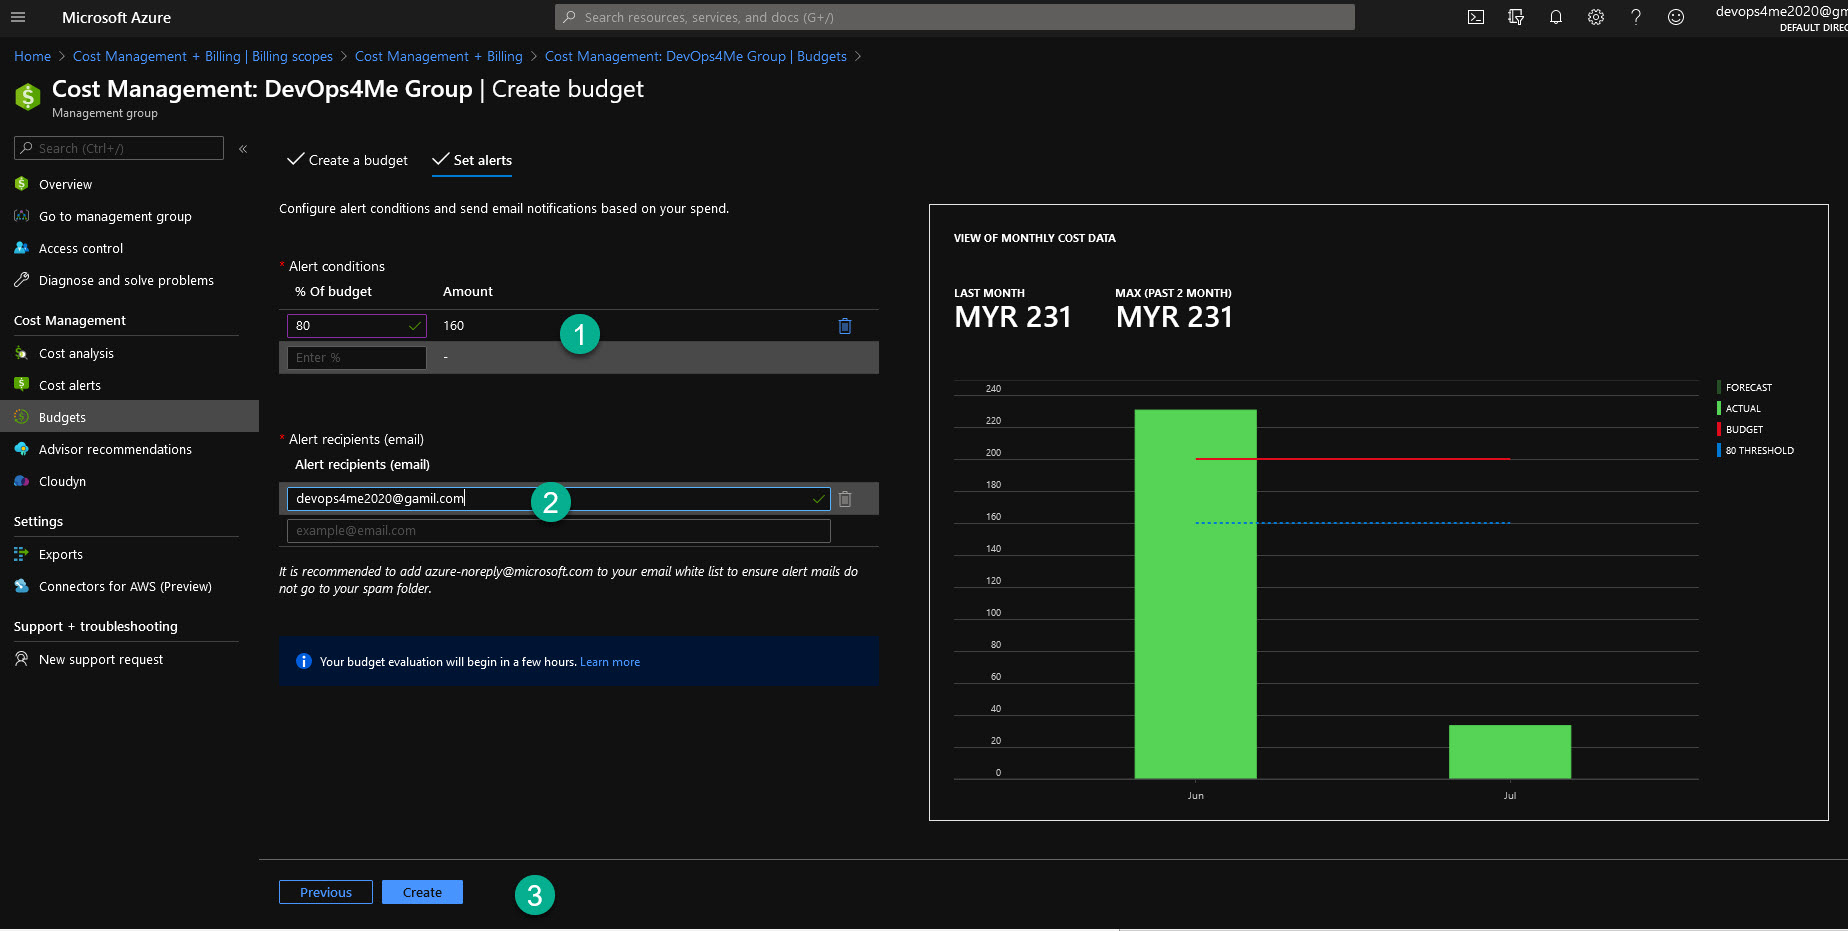 Microsoft Azure
Search resources, services, and docs (G+/)
devops4me2020@gm
DEFAULT DIREC
Home > Cost Management + Billing | Billing scopes > Cost Management + Billing > Cost Management: DevOps4Me Group | Budgets >
Cost Management: DevOps4Me Group | Create budget
Management group
Search (Ctrl+/)
«
Overview
Go to management group
Access control
Diagnose and solve problems
Cost Management
Cost analysis
Cost alerts
Budgets
Advisor recommendations
Cloudyn
Settings
Exports
Connectors for AWS (Preview)
Support + troubleshooting
New support request
Create a budget
Set alerts
Configure alert conditions and send email notifications based on your spend.
* Alert conditions
% Of budget Amount
80 160
1
Enter % -
* Alert recipients (email)
Alert recipients (email)
devops4me2020@gamil.com
2
example@email.com
It is recommended to add azure-noreply@microsoft.com to your email white list to ensure alert mails do
not go to your spam folder.
Your budget evaluation will begin in a few hours. Learn more
Previous
Create
3
VIEW OF MONTHLY COST DATA
LAST MONTH
MYR 231
MAX (PAST 2 MONTH)
MYR 231
240
220
200
180
160
140
120
100
80
60
40
20
0
Jun
Jul
FORECAST
ACTUAL
BUDGET
80 THRESHOLD